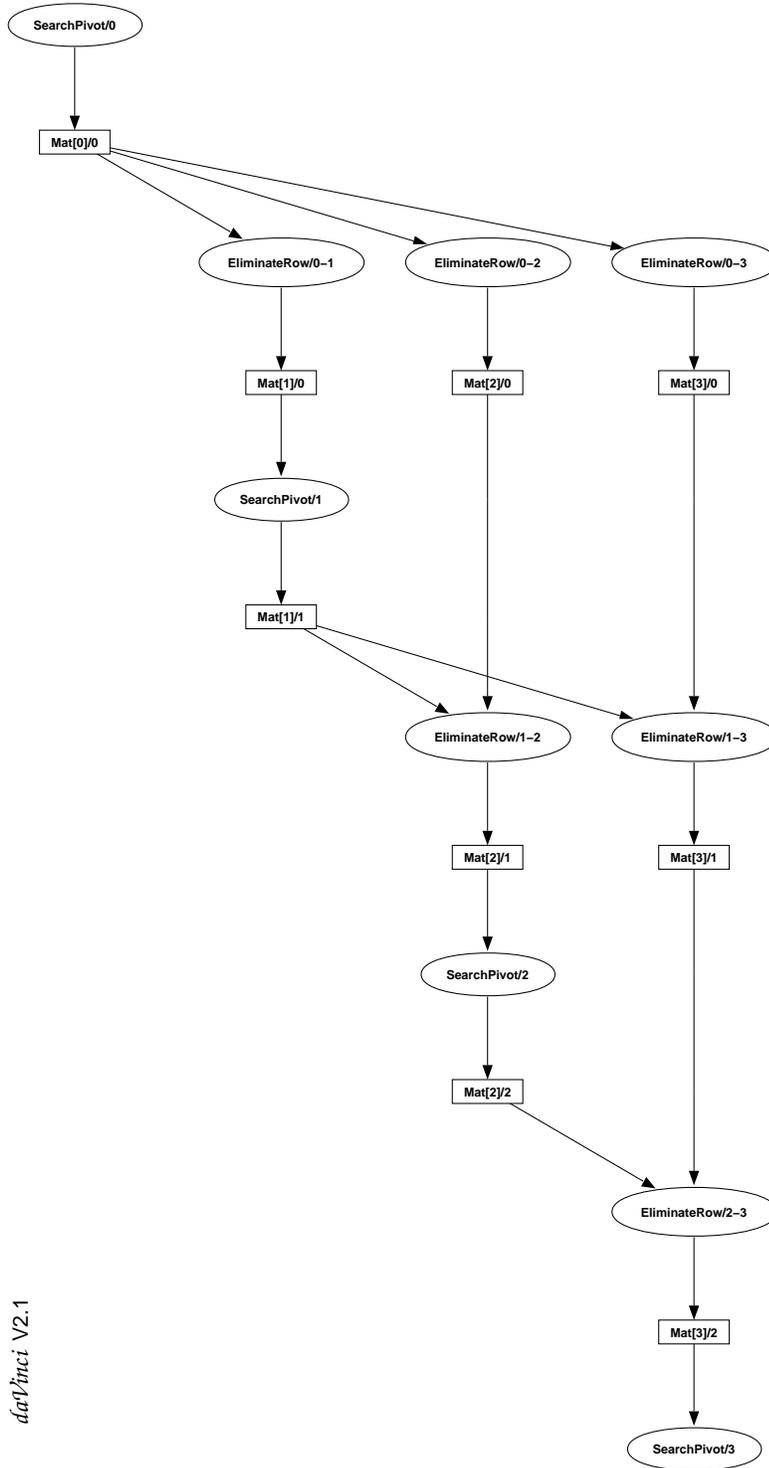 SearchPivot/0
Mat[0]/0
EliminateRow/0–1
EliminateRow/0–2
EliminateRow/0–3
Mat[1]/0
Mat[2]/0
Mat[3]/0
SearchPivot/1
Mat[1]/1
EliminateRow/1–2
EliminateRow/1–3
Mat[2]/1
Mat[3]/1
SearchPivot/2
Mat[2]/2
EliminateRow/2–3
Mat[3]/2
SearchPivot/3
daVinci V2.1